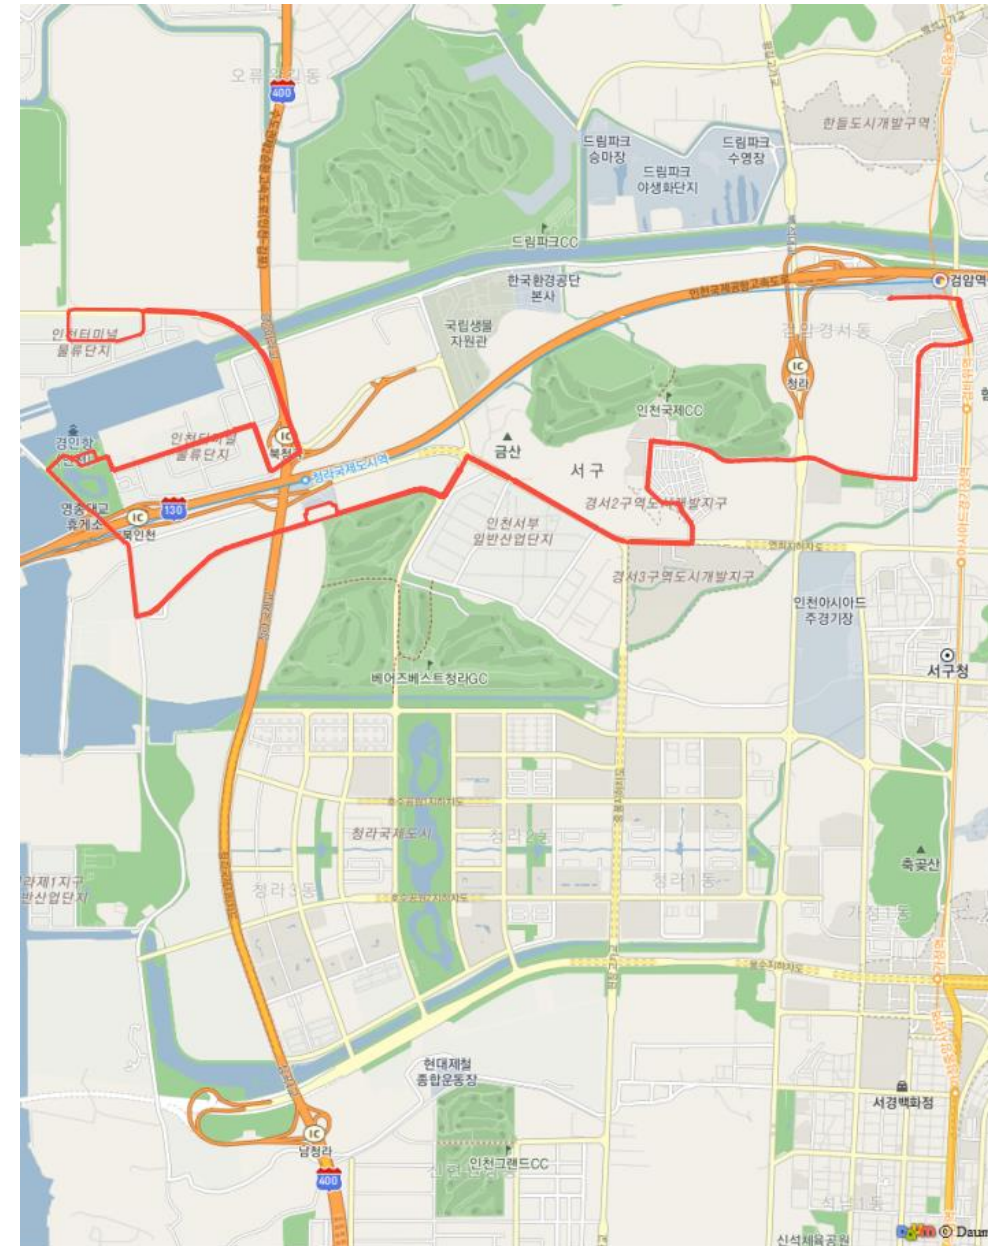 400
한들도시개발구역
드림파크
승마장
드림파크
수영장
드림파크
야생화단지
드림파크CC
한국환경공단
본사
인천국제공항고속도로
검암역
국립생물
자원관
인천터미널
물류단지
검암경서동
IC
청라
인천국제CC
경인항
인천터미널
물류단지
IC
금산
서구
청라국제도시역
영종대교
휴게소
130
IC
북인천
경서2구역도시개발지구
인천서부
일반산업단지
경서3구역도시개발지구
인천아시아드
주경기장
서구청
베어즈베스트청라GC
청라국제도시
청라2동
청라3동
청라1동
축곶산
가정1동
현대제철
종합운동장
서경백화점
IC
남청라
400
인천그랜드CC
석남1동
신석체육공원
© Daum